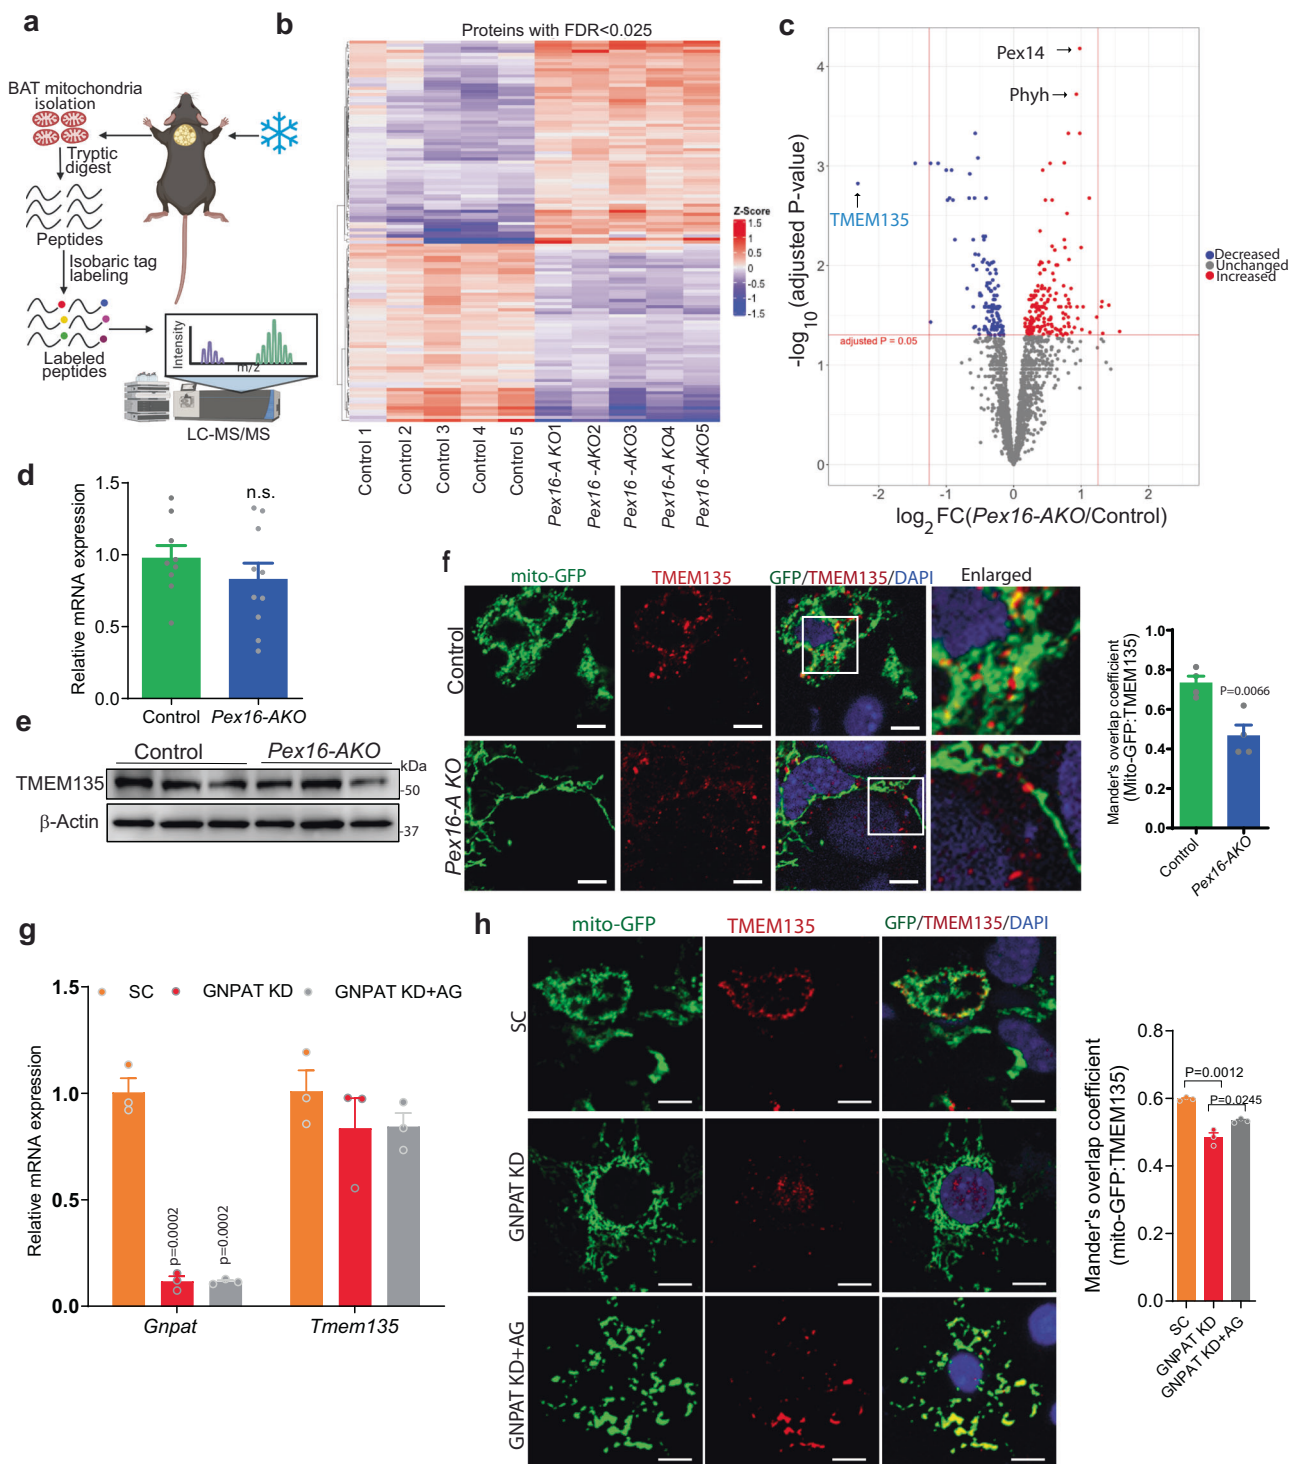 a
BAT mitochondria
isolation
Tryptic
digest
Peptides
Isobaric tag
labeling
Labeled
peptides
Intensity
m/z
LC-MS/MS
b
Proteins with FDR<0.025
Z-Score
1.5
1
0.5
0
-0.5
-1
-1.5
Control 1
Control 2
Control 3
Control 4
Control 5
Pex16-A KO1
Pex16 -AKO2
Pex16 -AKO3
Pex16-A KO4
Pex16 -AKO5
c
Pex14
Phyh
TMEM135
adjusted P = 0.05
-log10 (adjusted P-value)
4
3
2
1
0
-2
-1
0
1
2
log2 FC(Pex16-AKO/Control)
Decreased
Unchanged
Increased
d
n.s.
Relative mRNA expression
1.5
1.0
0.5
0.0
Control
Pex16-AKO
e
Control
Pex16-AKO
kDa
TMEM135
-50
β-Actin
-37
f
mito-GFP
TMEM135
GFP/TMEM135/DAPI
Enlarged
Control
Pex16-A KO
Mander's overlap coefficient
(Mito-GFP:TMEM135)
1.0
0.8
0.6
0.4
0.2
0.0
P=0.0066
Control
Pex16-AKO
g
SC
GNPAT KD
GNPAT KD+AG
Relative mRNA expression
1.5
1.0
0.5
0.0
p=0.0002
p=0.0002
Gnpat
Tmem135
h
mito-GFP
TMEM135
GFP/TMEM135/DAPI
SC
GNPAT KD
GNPAT KD+AG
Mander's overlap coefficient
(mito-GFP:TMEM135)
0.8
0.6
0.4
0.2
0.0
P=0.0012
P=0.0245
SC
GNPAT KD
GNPAT KD+AG